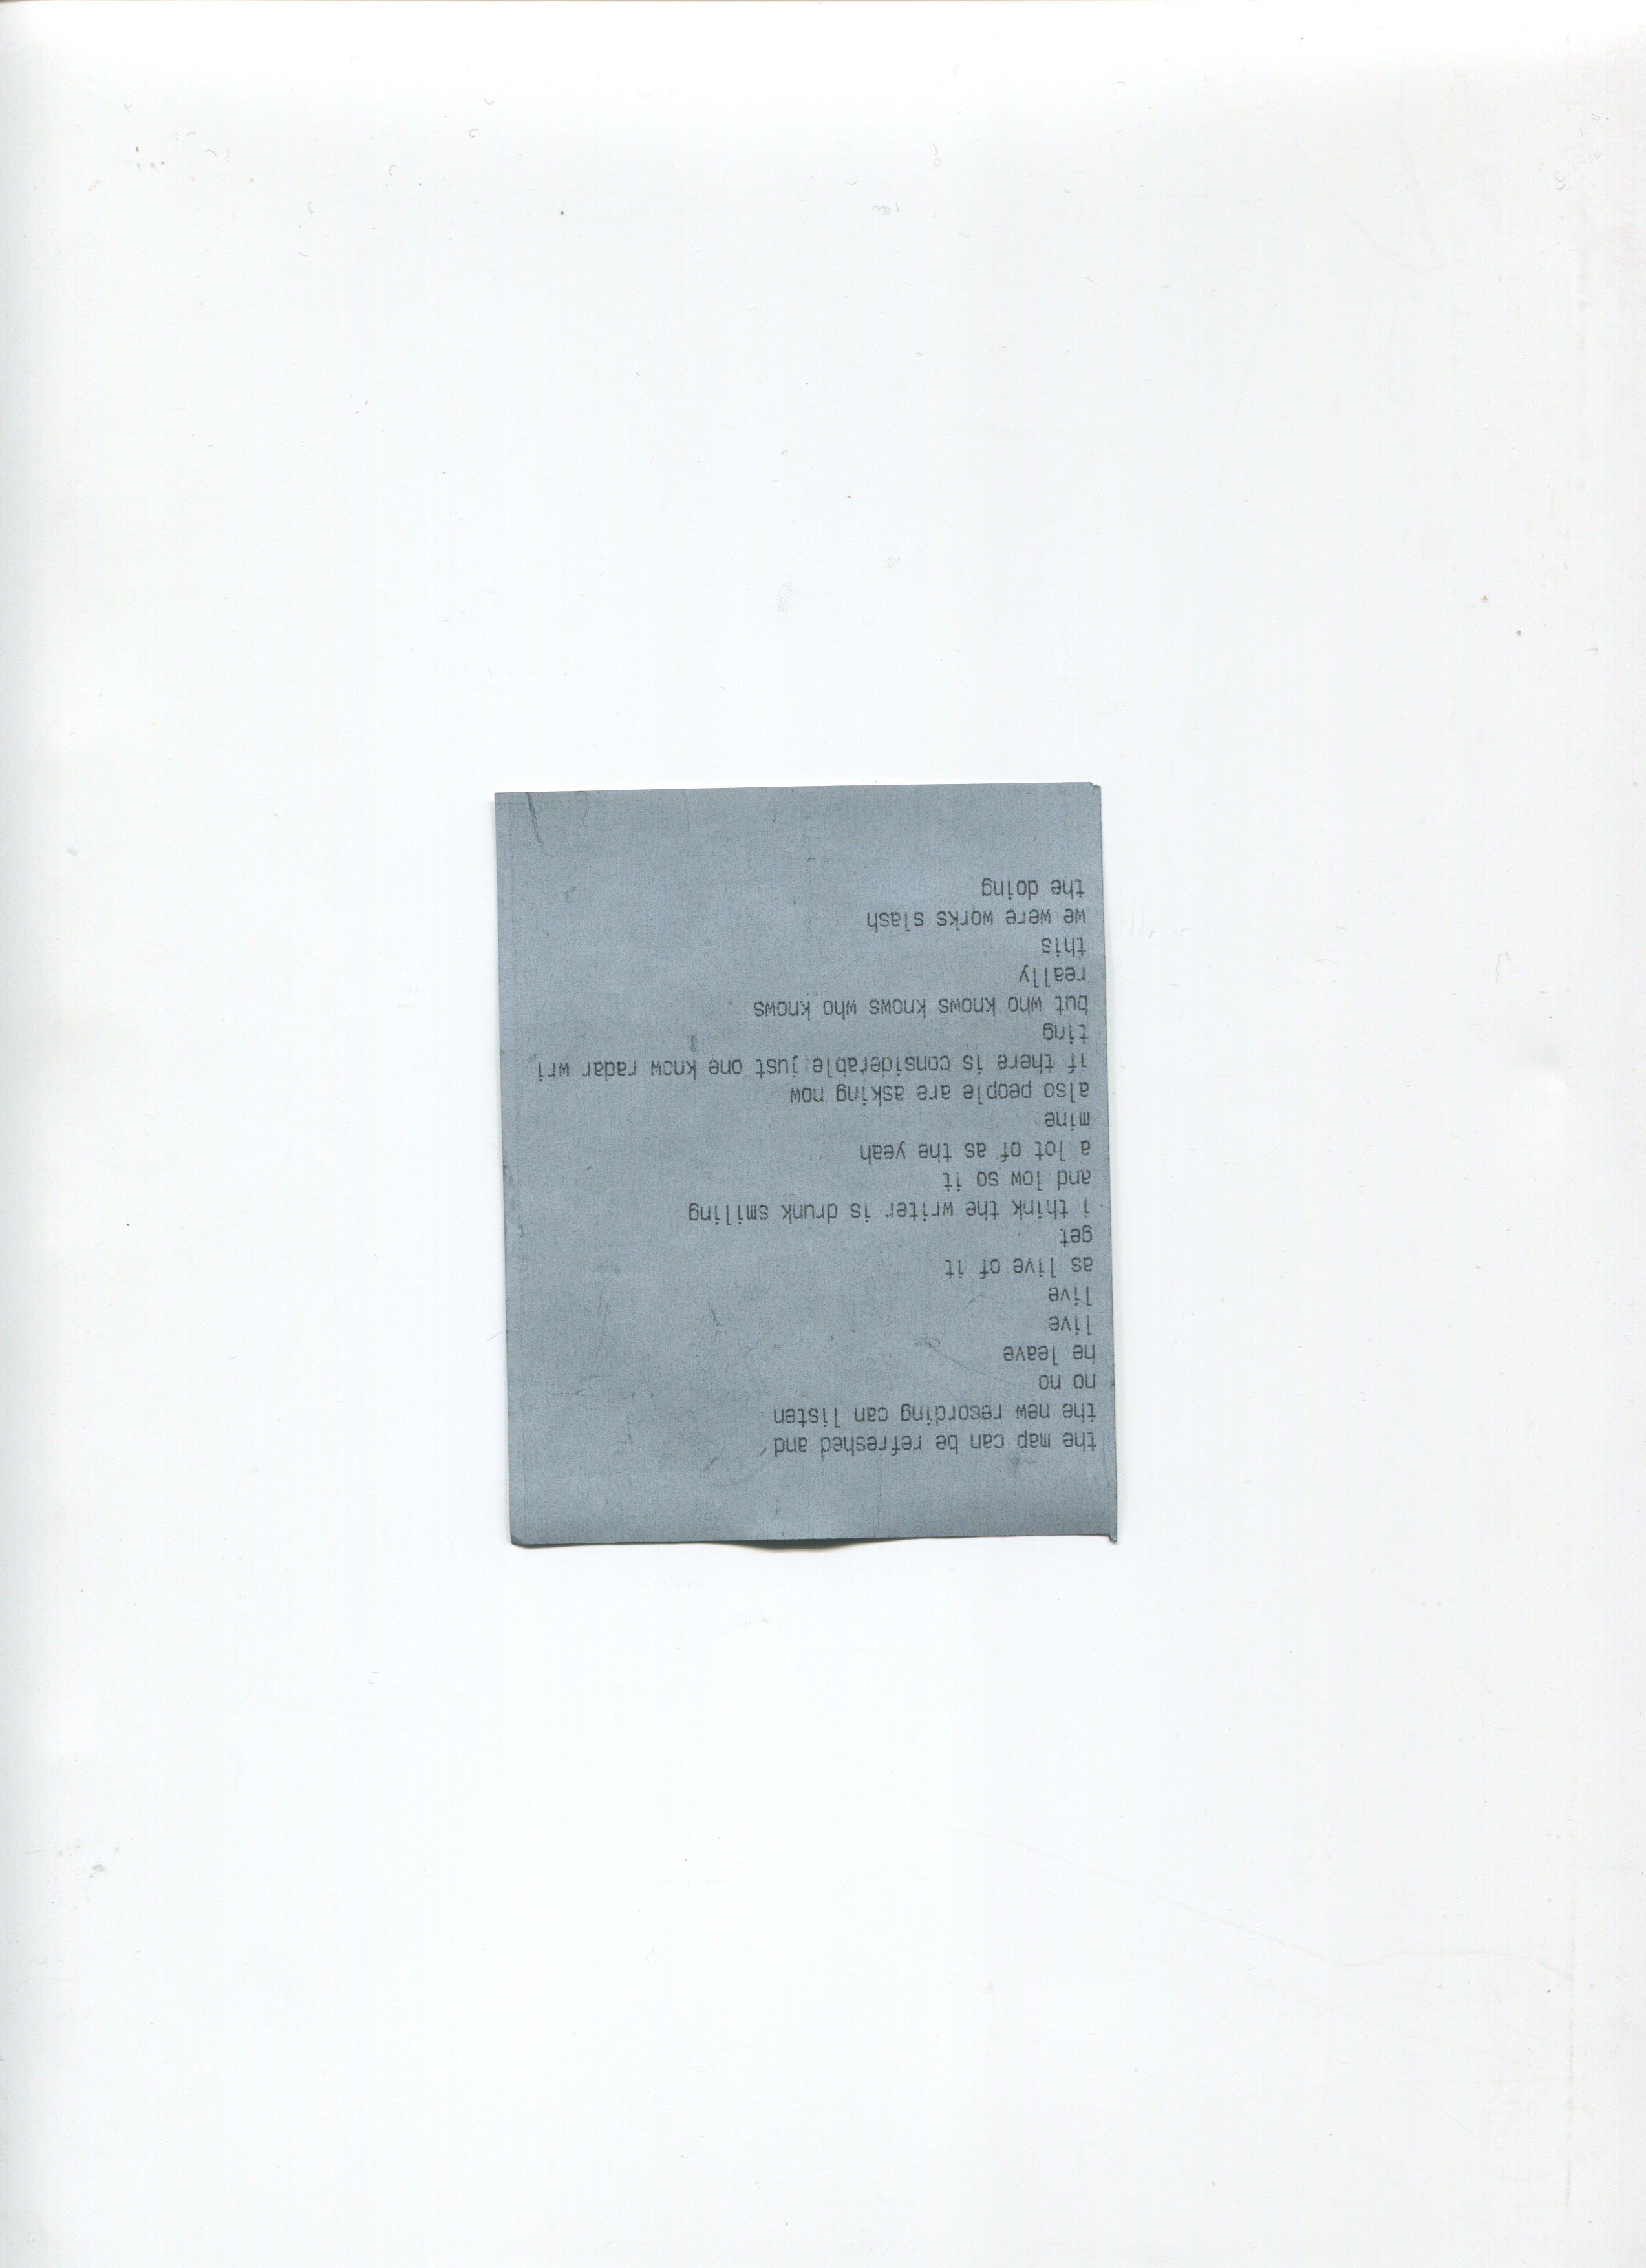 the map can be refreshed and
the new recording can listen
no no
he leave
live
live
as live of it
get
i think the writer is drunk smiling
and low so it
a lot of as the yeah
mine
also people are asking now
if there is considerable just one know radar wri
ting
but who knows knows who knows
really
this
we were works slash
the doing